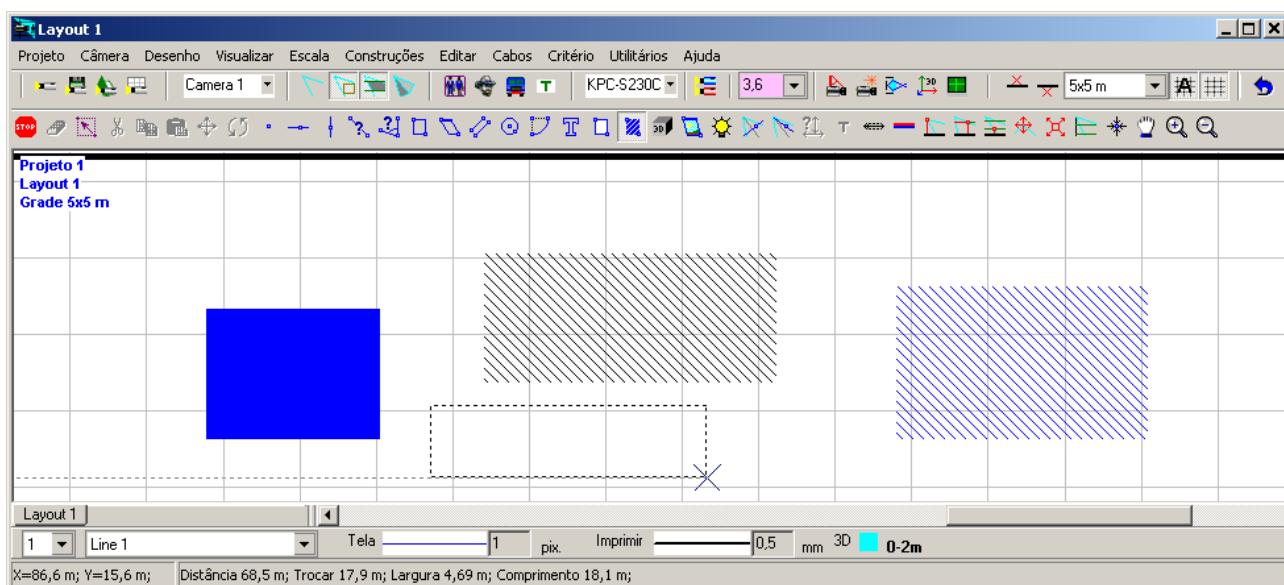 Layout 1
Projeto Câmera Desenho Visualizar Escala Construções Editar Cabos Critério Utilitários Ajuda
Camera 1 T KPC-S230C 3,6 3D 5x5 m A
STOP T 3D T
Projeto 1
Layout 1
Grade 5x5 m
Layout 1
1 Line 1 Tela 1 pix. Imprimir 0,5 mm 3D 0-2m
X=86,6 m; Y=15,6 m; Distância 68,5 m; Trocar 17,9 m; Largura 4,69 m; Comprimento 18,1 m;